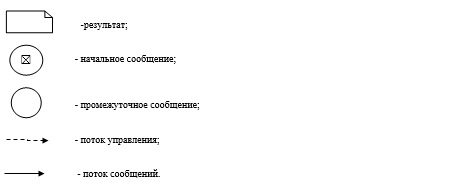 -результат;
- начальное сообщение;
- промежуточное сообщение;
- поток управления;
- поток сообщений.